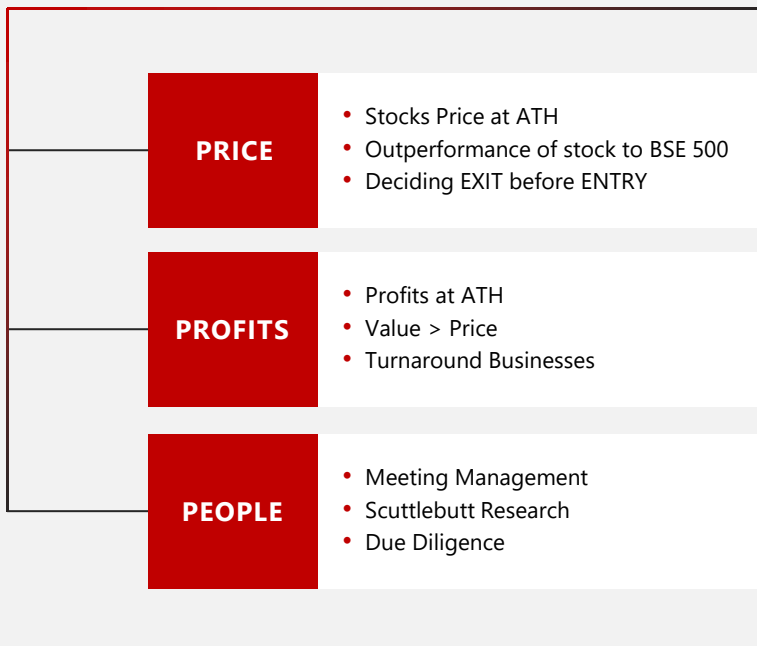 PRICE
• Stocks Price at ATH
• Outperformance of stock to BSE 500
• Deciding EXIT before ENTRY
PROFITS
• Profits at ATH
• Value > Price
• Turnaround Businesses
PEOPLE
• Meeting Management
• Scuttlebutt Research
• Due Diligence